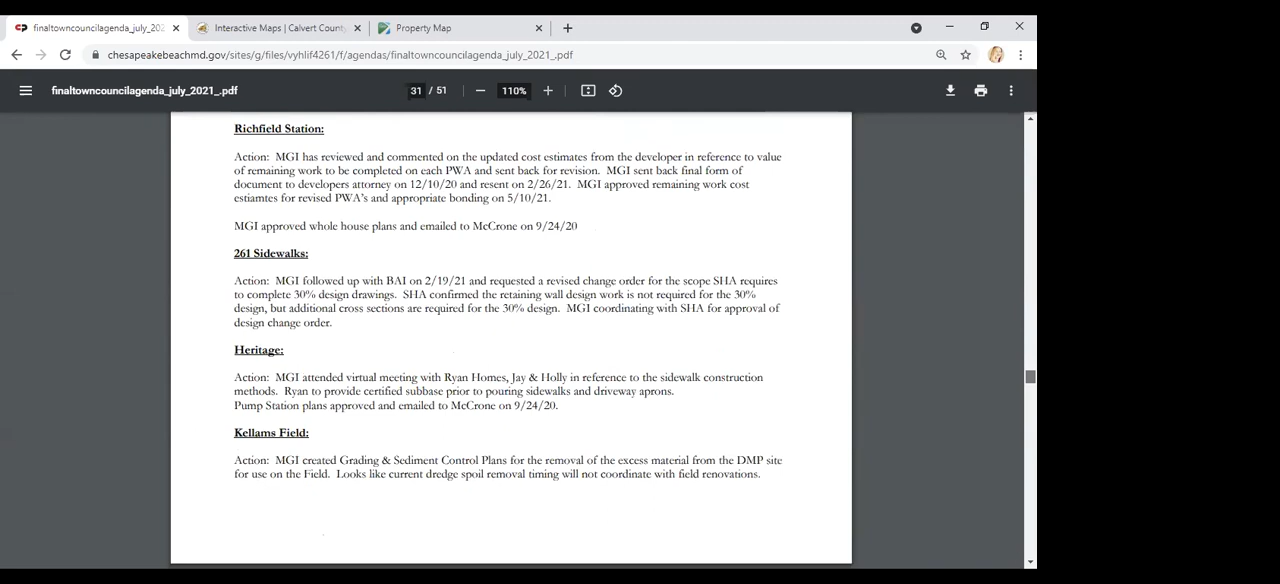 finaltowncouncilagenda_july_202
Interactive Maps | Calvert County
Property Map
chesapeakebeachmd.gov/sites/g/files/vyhlif4261/f/agendas/finaltowncouncilagenda_july_2021_.pdf
finaltowncouncilagenda_july_2021_.pdf
31 / 51
110%
Richfield Station:
Action: MGI has reviewed and commented on the updated cost estimates from the developer in reference to value
of remaining work to be completed on each PWA and sent back for revision. MGI sent back final form of
document to developers attorney on 12/10/20 and resent on 2/26/21. MGI approved remaining work cost
estiamtes for revised PWA's and appropriate bonding on 5/10/21.
MGI approved whole house plans and emailed to McCrone on 9/24/20
261 Sidewalks:
Action: MGI followed up with BAI on 2/19/21 and requested a revised change order for the scope SHA requires
to complete 30% design drawings. SHA confirmed the retaining wall design work is not required for the 30%
design, but additional cross sections are required for the 30% design. MGI coordinating with SHA for approval of
design change order.
Heritage:
Action: MGI attended virtual meeting with Ryan Homes, Jay & Holly in reference to the sidewalk construction
methods. Ryan to provide certified subbase prior to pouring sidewalks and driveway aprons.
Pump Station plans approved and emailed to McCrone on 9/24/20.
Kellams Field:
Action: MGI created Grading & Sediment Control Plans for the removal of the excess material from the DMP site
for use on the Field. Looks like current dredge spoil removal timing will not coordinate with field renovations.